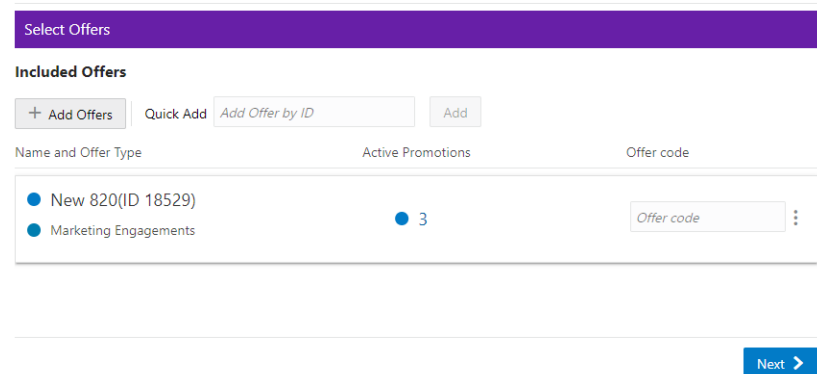 Select Offers
Included Offers
+ Add Offers Quick Add Add Offer by ID Add
Name and Offer Type Active Promotions Offer code
New 820(ID 18529)
Marketing Engagements
3
Offer code
Next